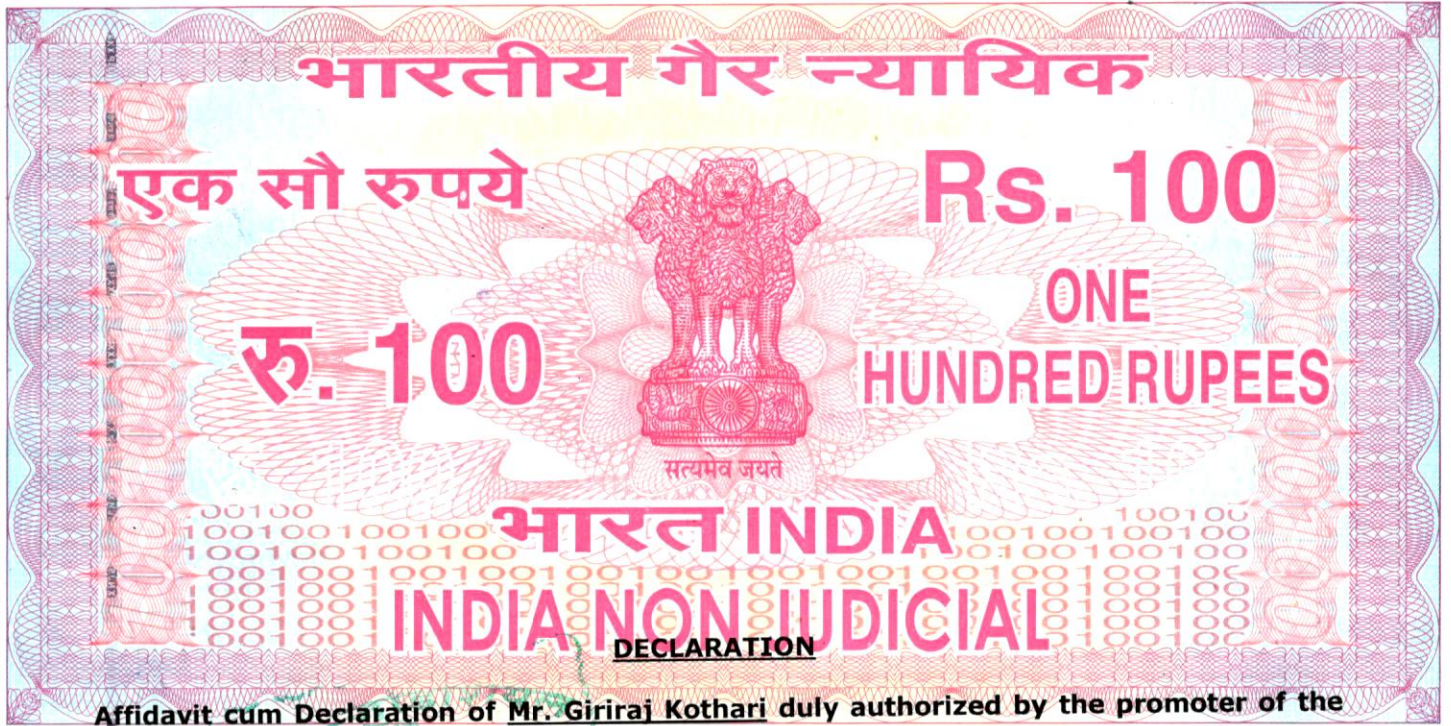 भारतीय गैर न्यायिक
एक सौ रुपये
Rs. 100
रु. 100
ONE
HUNDRED RUPEES
सत्यमेव जयते
भारत INDIA
INDIA NON JUDICIAL
DECLARATION
Affidavit cum Declaration of Mr. Giriraj Kothari duly authorized by the promoter of the